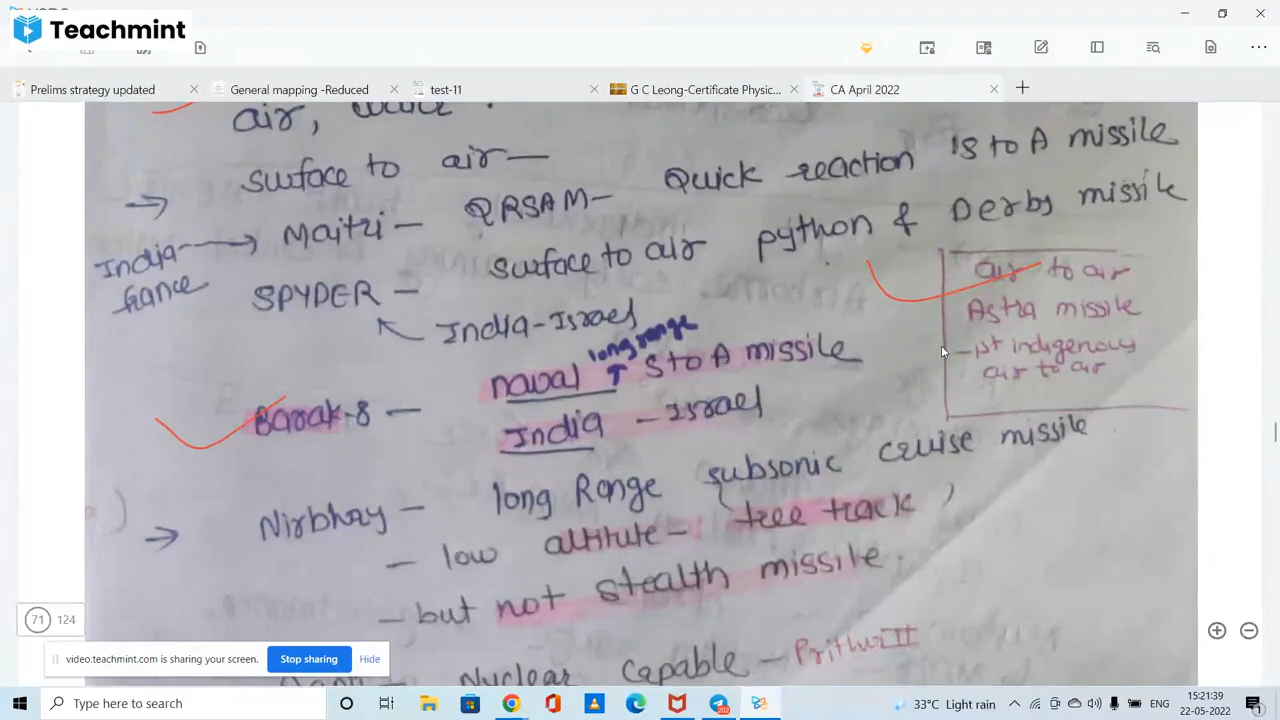 Teachmint
Prelims strategy updated
General mapping -Reduced
test-11
G C Leong-Certificate Physic...
CA April 2022
air,
surface to air—
QRSAM— Quick reaction IS to A missile
India→ Maitri —
france
surface to air python & Derby missile
SPYDER —
India-Israel
air to air
Astra missile
—1st indigenous
air to air
long range
naval ↑ S to A missile
Barak-8 —
India — Israel
Nirbhay — long Range subsonic cruise missile
— low altitute— (tree track)
— but not stealth missile
Nuclear capable — Prithvi II
71 124
video.teachmint.com is sharing your screen. Stop sharing Hide
Type here to search
202
33°C Light rain
ENG
15:21:39
22-05-2022
1